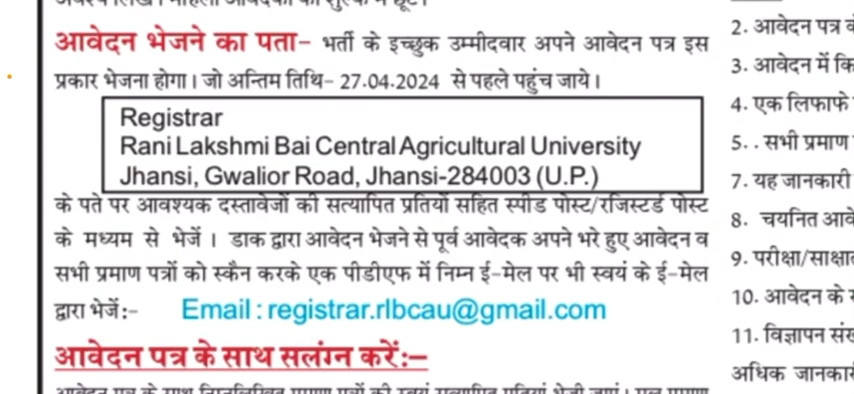 आवेदन भेजने का पता– भर्ती के इच्छुक उम्मीदवार अपने आवेदन पत्र इस
प्रकार भेजना होगा। जो अन्तिम तिथि– 27.04.2024 से पहले पहुंच जाये।
Registrar
Rani Lakshmi Bai Central Agricultural University
Jhansi, Gwalior Road, Jhansi-284003 (U.P.)
के पते पर आवश्यक दस्तावेजों की सत्यापित प्रतियों सहित स्पीड पोस्ट/रजिस्टर्ड पोस्ट
के मध्यम से भेजें । डाक द्वारा आवेदन भेजने से पूर्व आवेदक अपने भरे हुए आवेदन व
सभी प्रमाण पत्रों को स्कैन करके एक पीडीएफ में निम्न ई-मेल पर भी स्वयं के ई-मेल
द्वारा भेजें:- Email : registrar.rlbcau@gmail.com
आवेदन पत्र के साथ सलंग्न करें:–
2. आवेदन पत्र
3. आवेदन में
4. एक लिफाफे
5. . सभी प्रमाण
7. यह जानकारी
8. चयनित
9. परीक्षा/
10. आवेदन के
11. विज्ञापन
अधिक